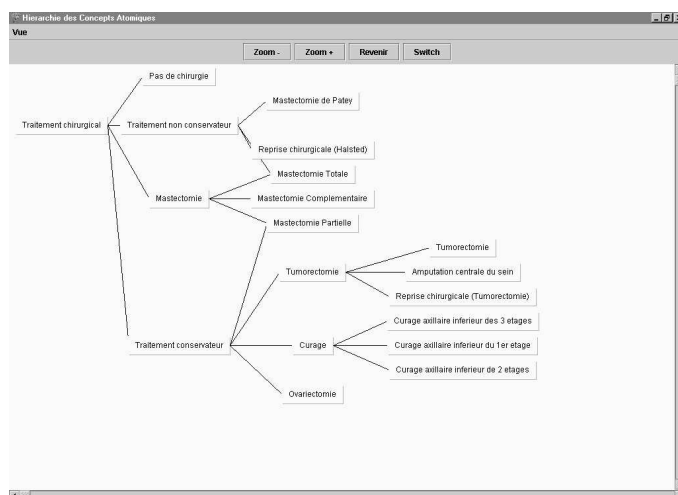 Hierarchie des Concepts Atomiques
Vue
Zoom - Zoom + Revenir Switch
Pas de chirurgie
Mastectomie de Patey
Traitement chirurgical Traitement non conservateur
Reprise chirurgicale (Halsted)
Mastectomie Totale
Mastectomie Mastectomie Complementaire
Mastectomie Partielle
Tumorectomie
Tumorectomie Amputation centrale du sein
Reprise chirurgicale (Tumorectomie)
Curage axillaire inferieur des 3 etages
Traitement conservateur Curage Curage axillaire inferieur du 1er etage
Curage axillaire inferieur de 2 etages
Ovariectomie